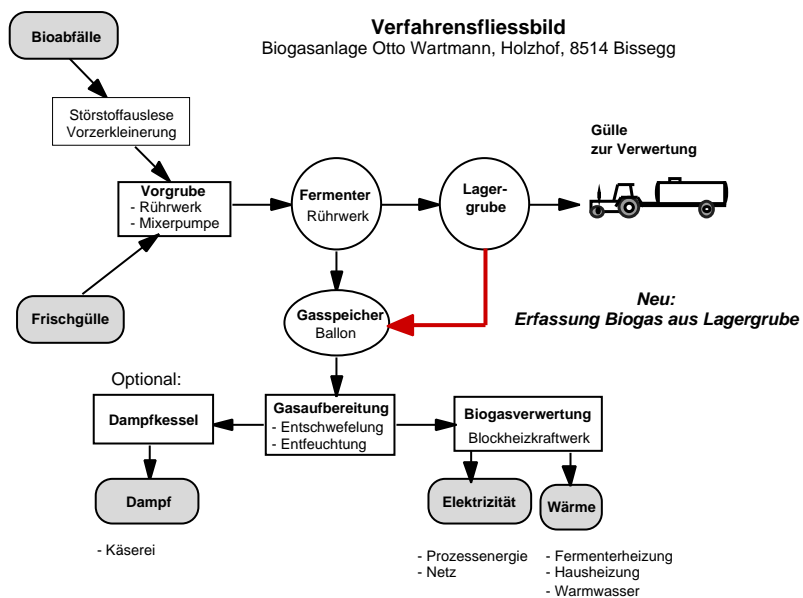 Verfahrensfliessbild
Biogasanlage Otto Wartmann, Holzhof, 8514 Bissegg
Bioabfälle
Störstoffauslese
Vorzerkleinerung
Gülle
zur Verwertung
Vorgrube
- Rührwerk
- Mixerpumpe
Fermenter
Rührwerk
Lager-
grube
Frischgülle
Gasspeicher
Ballon
Neu:
Erfassung Biogas aus Lagergrube
Optional:
Dampfkessel
Gasaufbereitung
- Entschwefelung
- Entfeuchtung
Biogasverwertung
Blockheizkraftwerk
Dampf
Elektrizität
Wärme
- Käserei
- Prozessenergie
- Netz
- Fermenterheizung
- Hausheizung
- Warmwasser